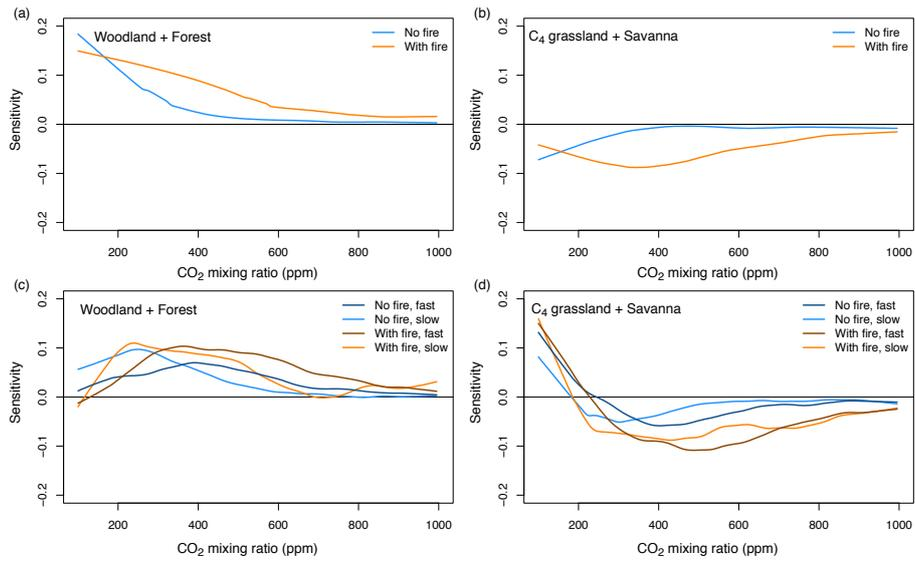 (a)
Woodland + Forest
No fire
With fire
0.2
0.1
0.0
−0.1
−0.2
Sensitivity
200 400 600 800 1000
CO2 mixing ratio (ppm)
(b)
C4 grassland + Savanna
No fire
With fire
0.2
0.1
0.0
−0.1
−0.2
Sensitivity
200 400 600 800 1000
CO2 mixing ratio (ppm)
(c)
Woodland + Forest
No fire, fast
No fire, slow
With fire, fast
With fire, slow
0.2
0.1
0.0
−0.1
−0.2
Sensitivity
200 400 600 800 1000
CO2 mixing ratio (ppm)
(d)
C4 grassland + Savanna
No fire, fast
No fire, slow
With fire, fast
With fire, slow
0.2
0.1
0.0
−0.1
−0.2
Sensitivity
200 400 600 800 1000
CO2 mixing ratio (ppm)